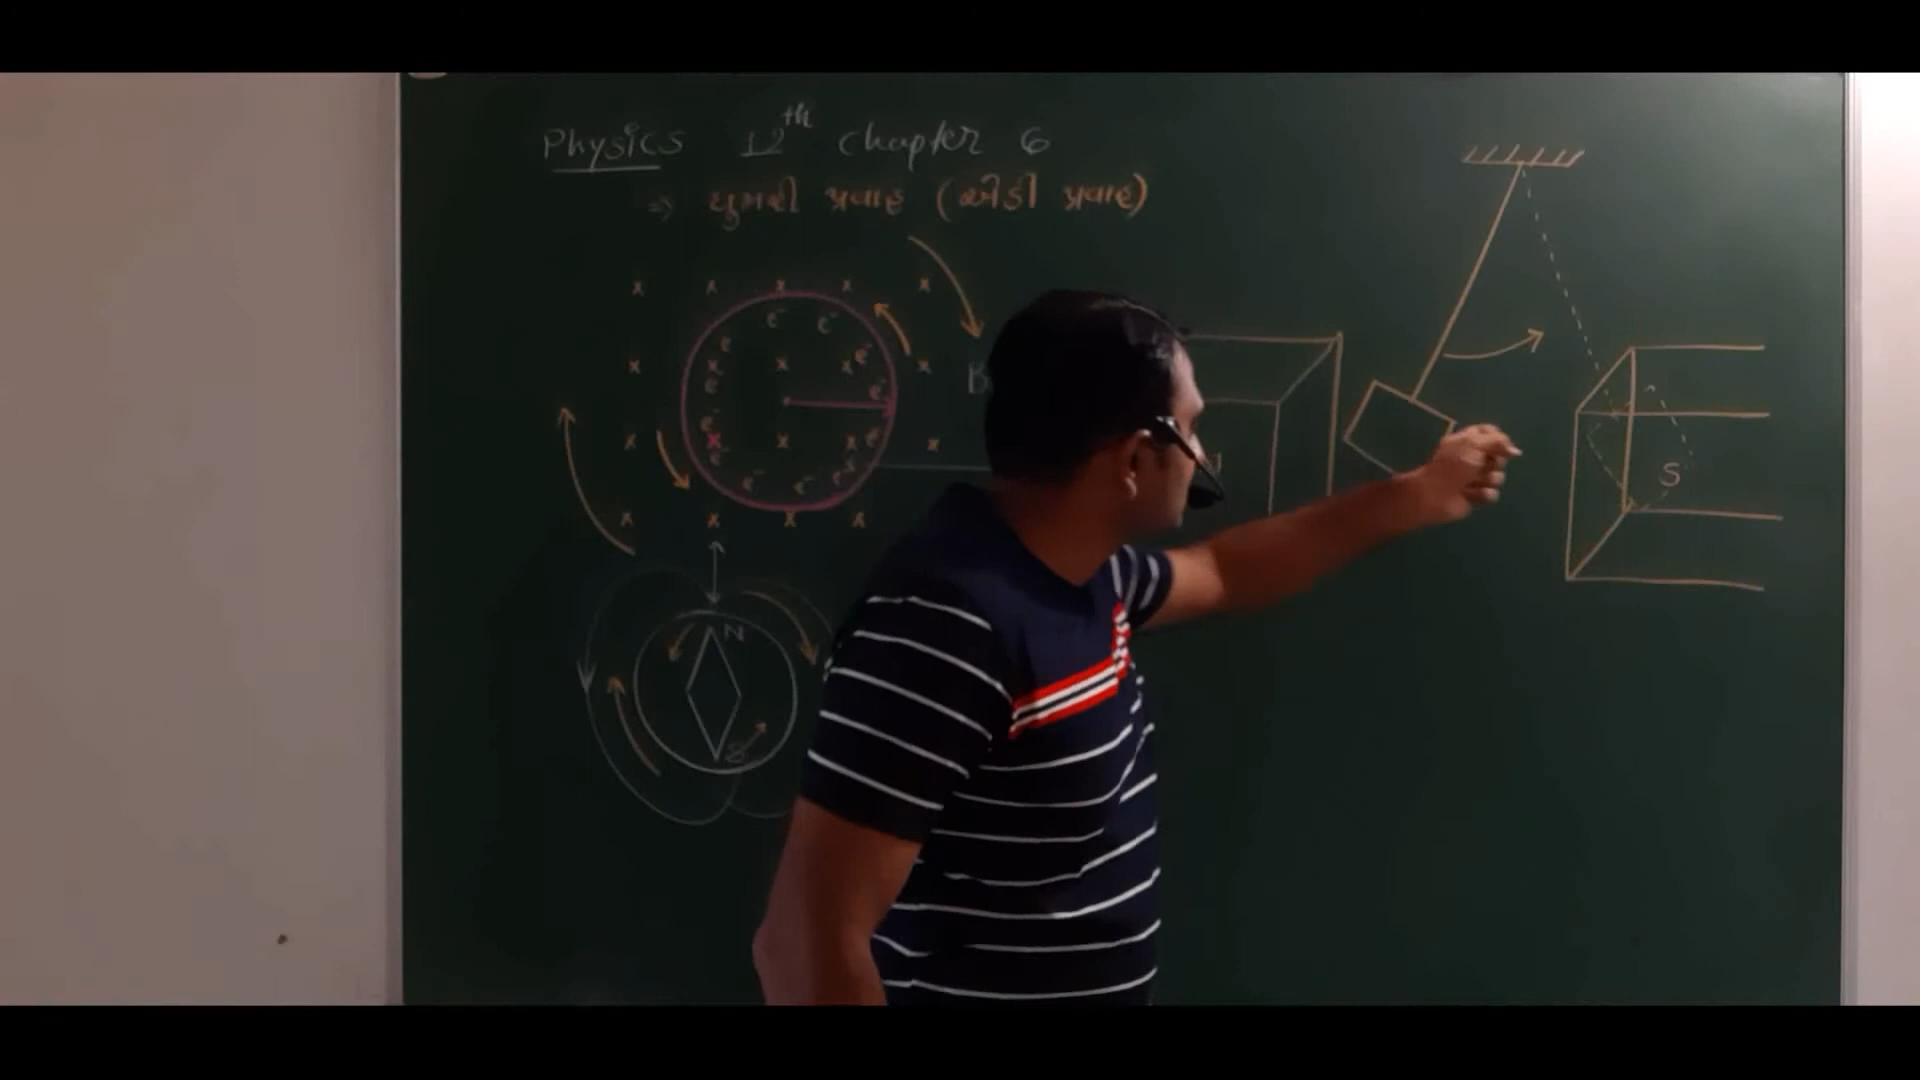 Physics 12th chapter 6
⇒ ઘુમરી પ્રવાહ (એડી પ્રવાહ)
x x x x x
e- e-
e e-
x x x x x
e e-
B
e-
x x x x x
e- e-
e- e- e-
S
x x x x
N
S